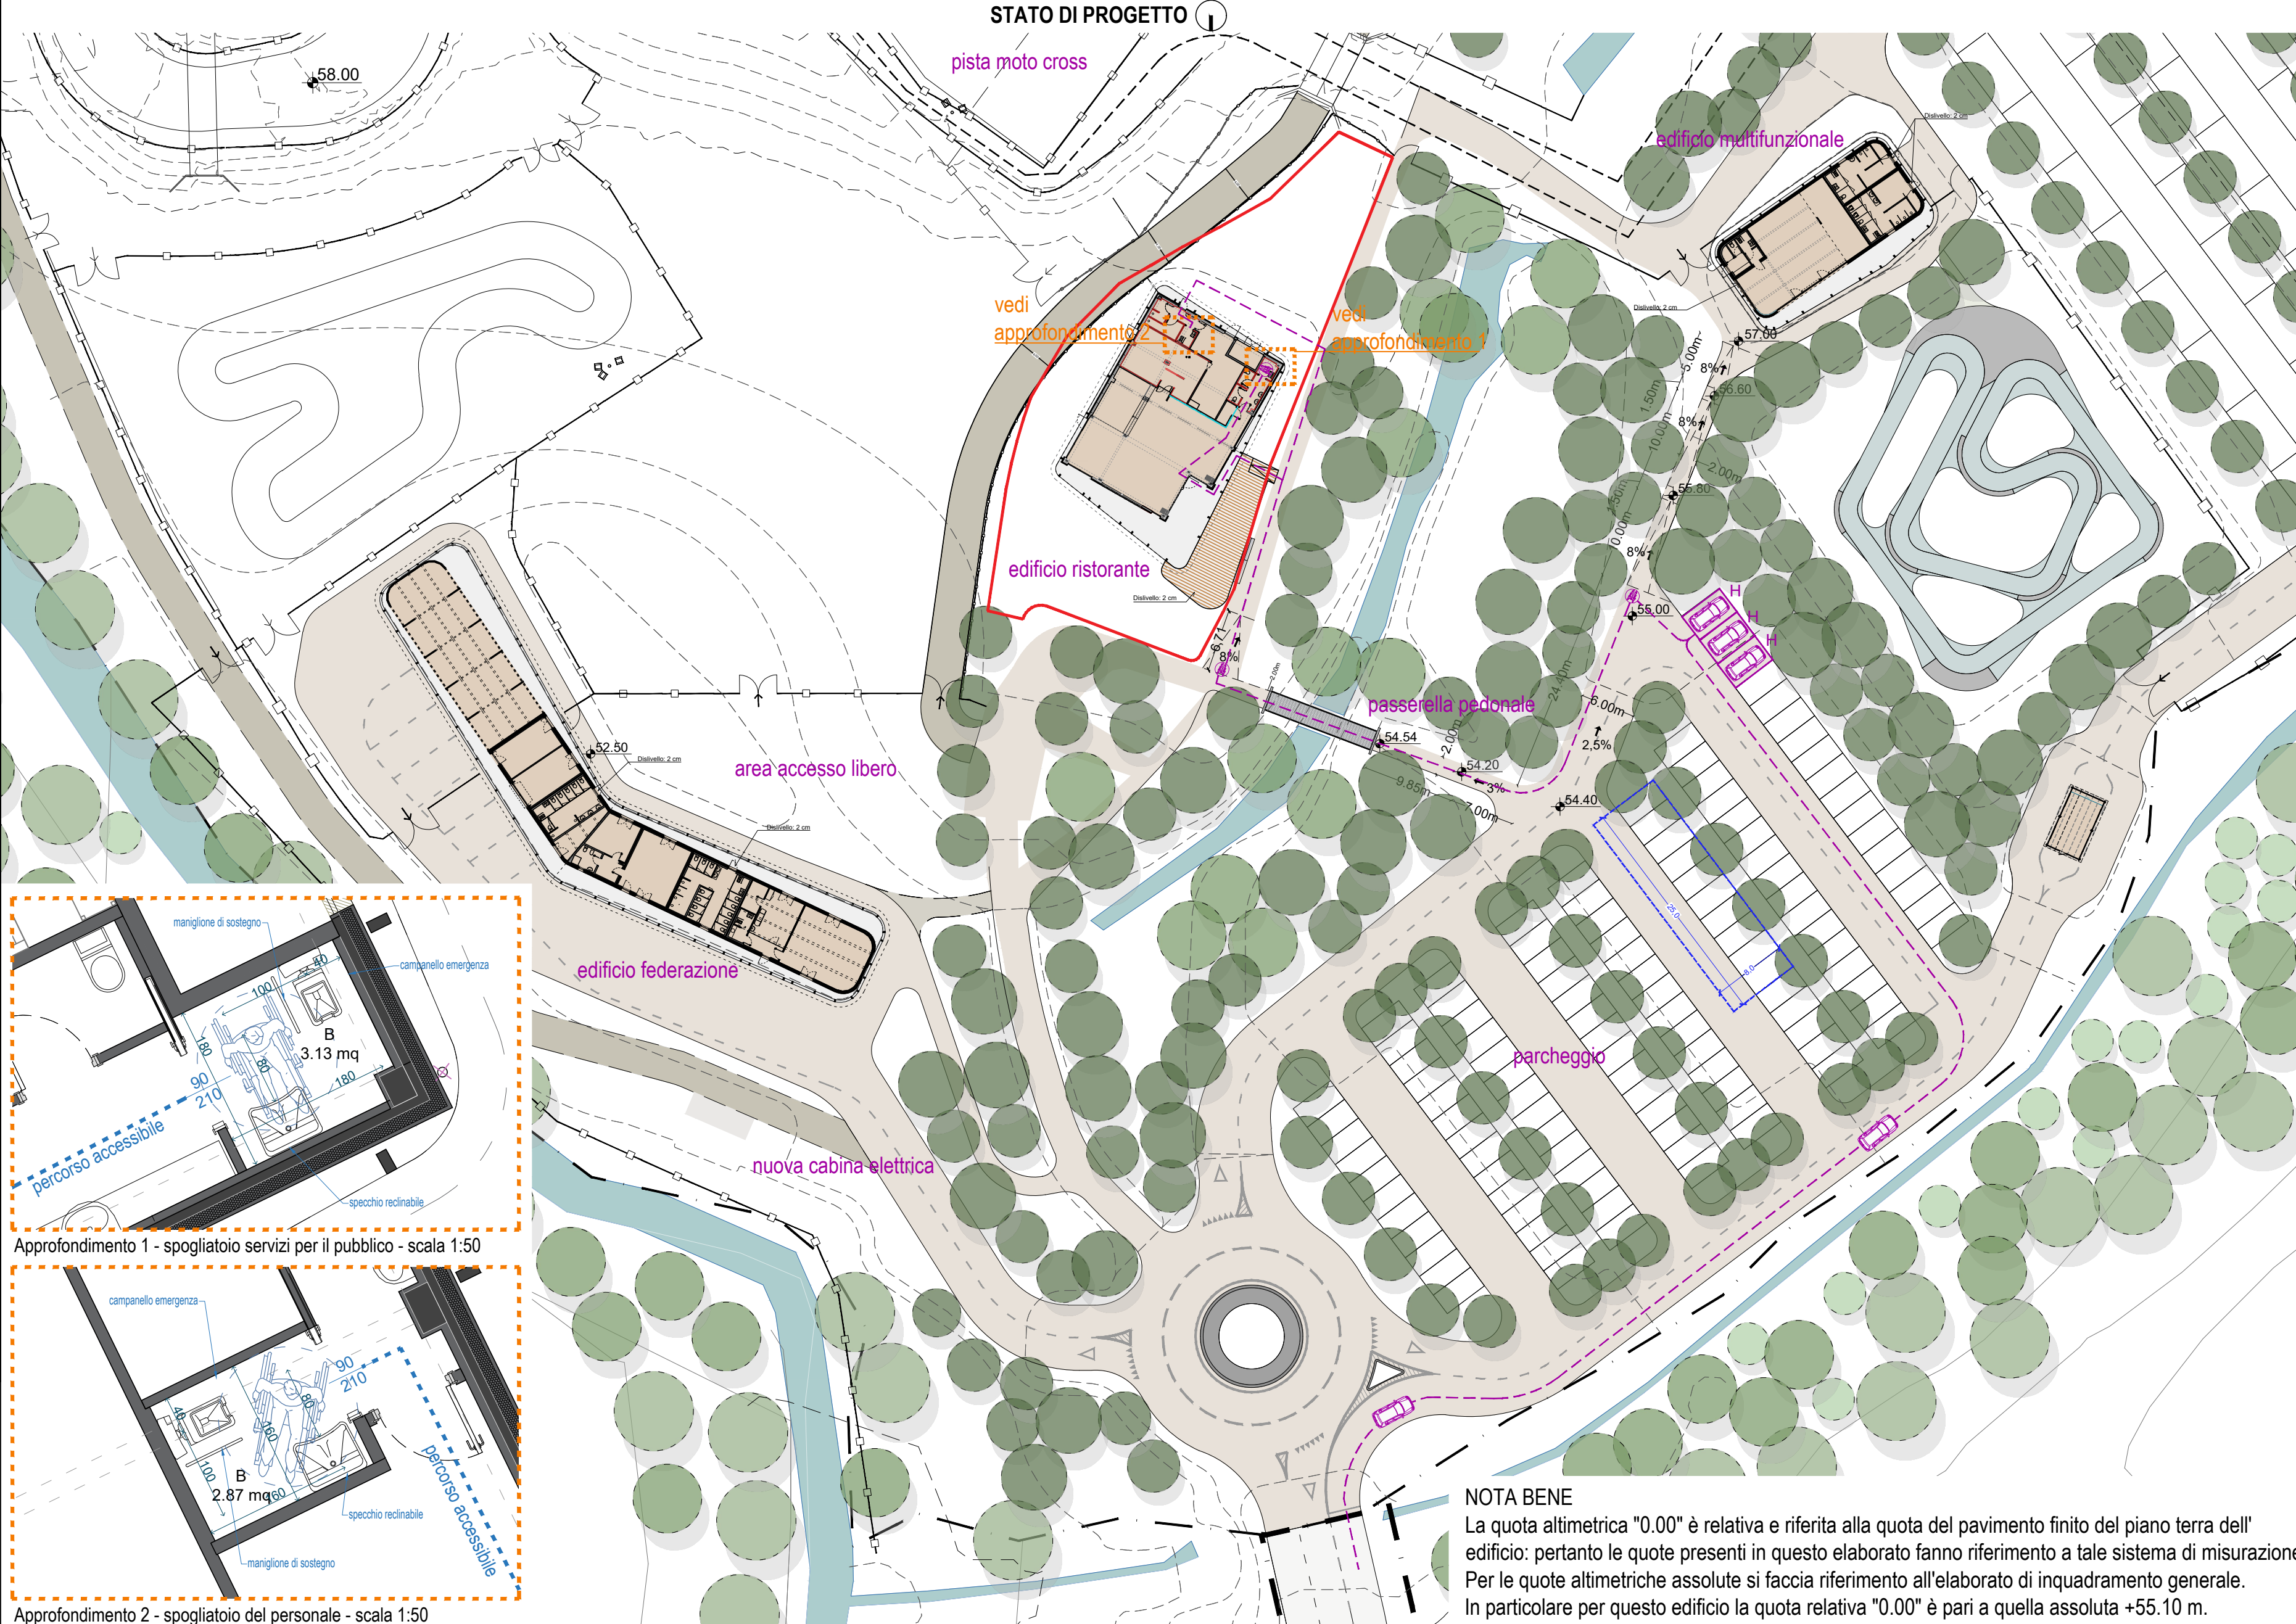 STATO DI PROGETTO
58.00
pista moto cross
edificio multifunzionale
Dislivello: 2 cm
vedi
approfondimento 2
vedi
approfondimento 1
Dislivello: 2 cm
57.00
5.00m
8%
56.60
1.50m
8%
10.00m
2.00m
55.80
1.50m
10.00m
8%
edificio ristorante
Dislivello: 2 cm
55.00
H
H
H
6.71
8%
2.00m
passerella pedonale
24.40m
6.00m
2,5%
54.54
2.00m
54.20
3%
9.85m
7.00m
54.40
52.50
Dislivello: 2 cm
area accesso libero
Dislivello: 2 cm
25.0
8.0
edificio federazione
parcheggio
nuova cabina elettrica
maniglione di sostegno
campanello emergenza
40
100
180
B
3.13 mq
80
180
90
210
percorso accessibile
specchio reclinabile
Approfondimento 1 - spogliatoio servizi per il pubblico - scala 1:50
campanello emergenza
90
210
80
40
160
100
B
2.87 mq
160
percorso accessibile
specchio reclinabile
maniglione di sostegno
Approfondimento 2 - spogliatoio del personale - scala 1:50
NOTA BENE
La quota altimetrica "0.00" è relativa e riferita alla quota del pavimento finito del piano terra dell'
edificio: pertanto le quote presenti in questo elaborato fanno riferimento a tale sistema di misurazione
Per le quote altimetriche assolute si faccia riferimento all'elaborato di inquadramento generale.
In particolare per questo edificio la quota relativa "0.00" è pari a quella assoluta +55.10 m.